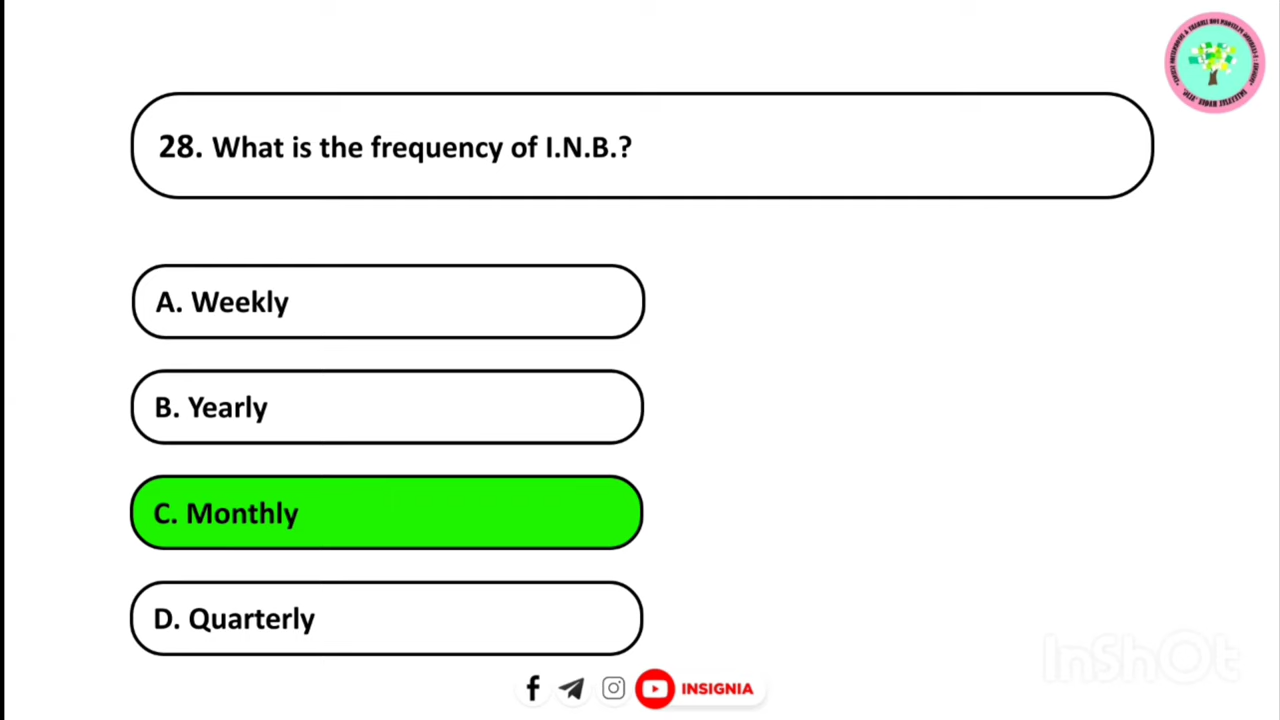 28. What is the frequency of I.N.B.?
A. Weekly
B. Yearly
C. Monthly
D. Quarterly
INSIGNIA
InShOt